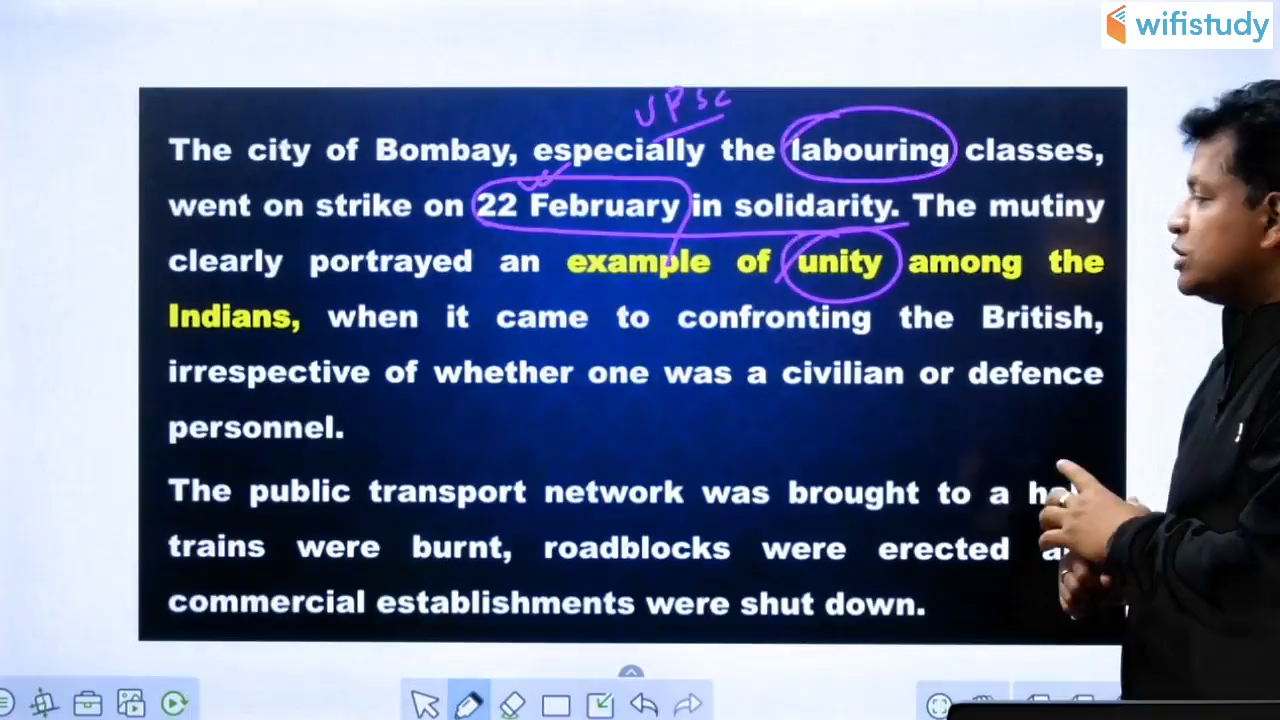 wifistudy
UPSC
The city of Bombay, especially the labouring classes,
went on strike on 22 February in solidarity. The mutiny
clearly portrayed an example of unity among the
Indians, when it came to confronting the British,
irrespective of whether one was a civilian or defence
personnel.
The public transport network was brought to a
trains were burnt, roadblocks were erected
commercial establishments were shut down.